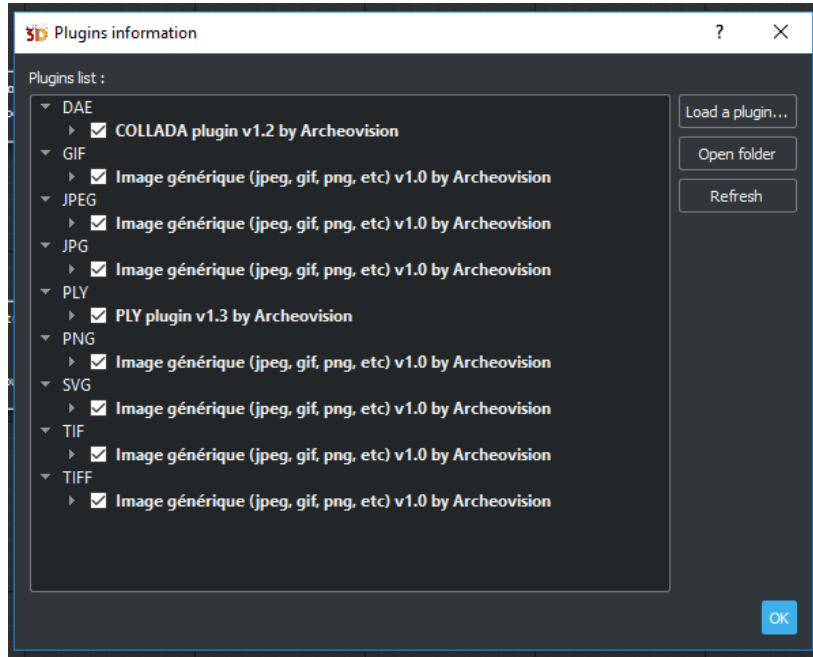 3D Plugins information ?
Plugins list :
DAE
COLLADA plugin v1.2 by Archeovision
GIF
Image générique (jpeg, gif, png, etc) v1.0 by Archeovision
JPEG
Image générique (jpeg, gif, png, etc) v1.0 by Archeovision
JPG
Image générique (jpeg, gif, png, etc) v1.0 by Archeovision
PLY
PLY plugin v1.3 by Archeovision
PNG
Image générique (jpeg, gif, png, etc) v1.0 by Archeovision
SVG
Image générique (jpeg, gif, png, etc) v1.0 by Archeovision
TIF
Image générique (jpeg, gif, png, etc) v1.0 by Archeovision
TIFF
Image générique (jpeg, gif, png, etc) v1.0 by Archeovision
Load a plugin...
Open folder
Refresh
OK